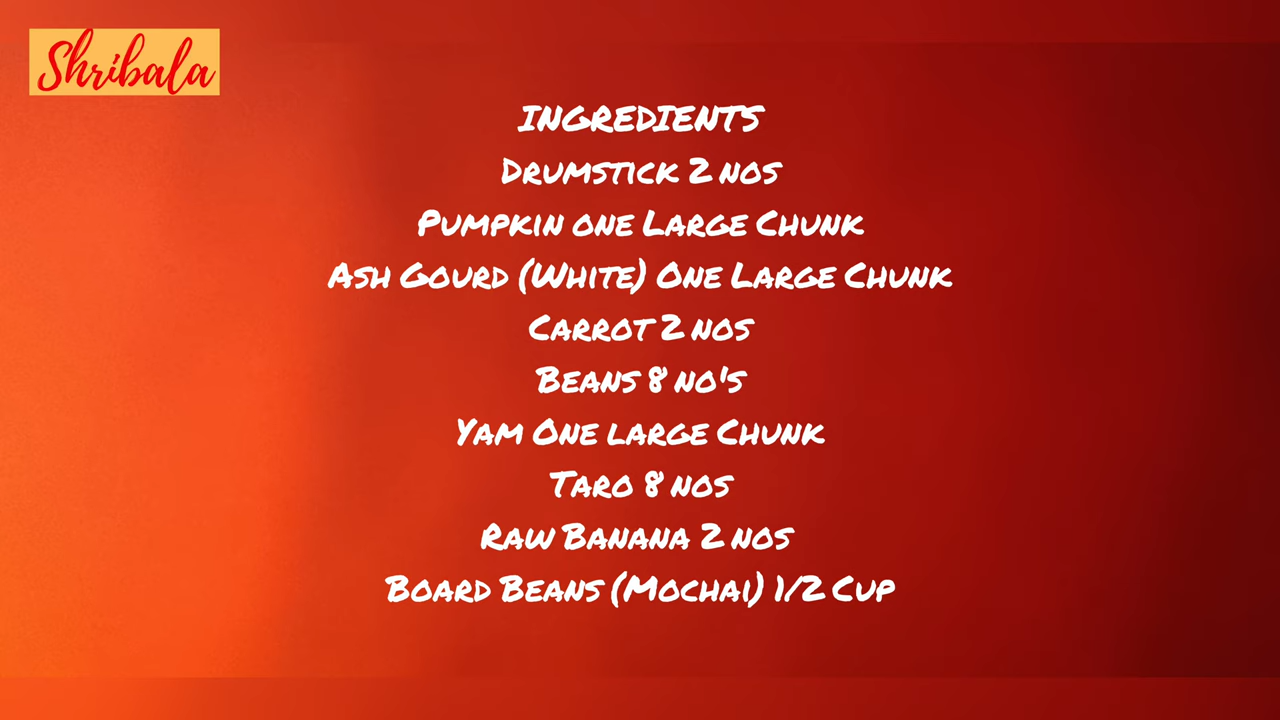 Shribala
INGREDIENTS
Drumstick 2 nos
Pumpkin one Large Chunk
Ash Gourd (White) One Large Chunk
Carrot 2 nos
Beans 8 no's
Yam One large Chunk
Taro 8 nos
Raw Banana 2 nos
Board Beans (Mochai) 1/2 Cup